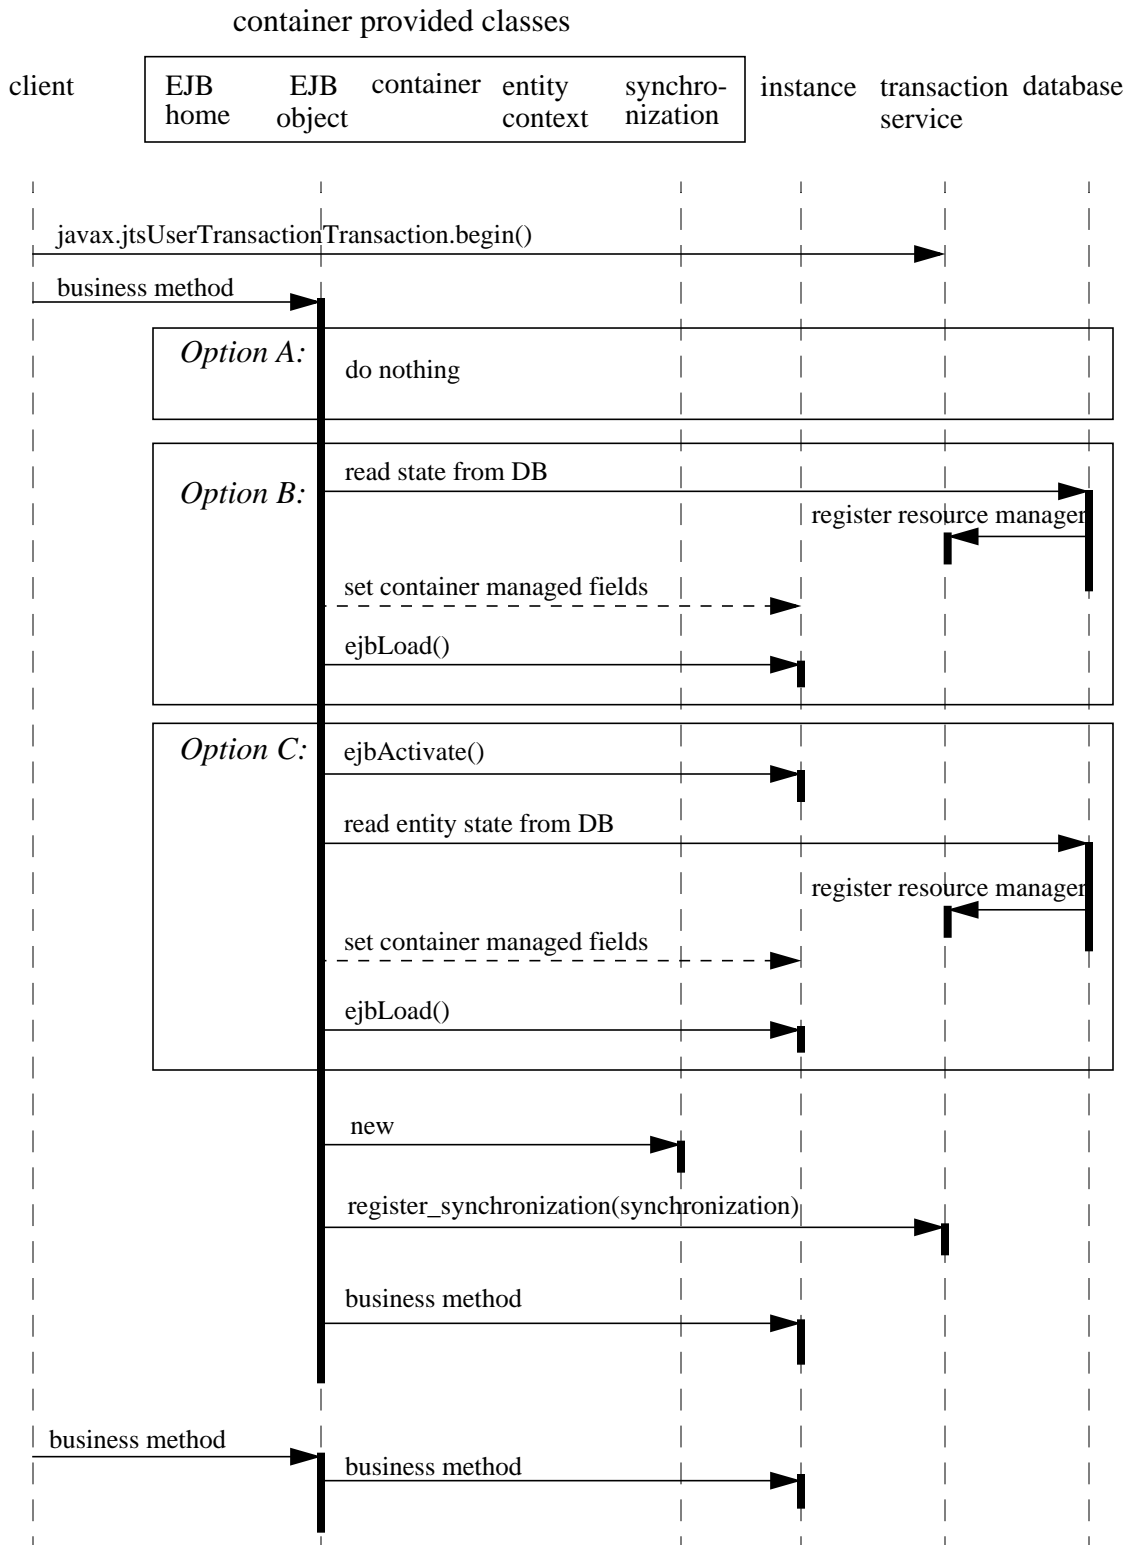 container provided classes
client
EJB
home
EJB
object
container
entity
context
synchro-
nization
instance
transaction
service
database
javax.jtsUserTransactionTransaction.begin()
business method
Option A:
do nothing
read state from DB
Option B:
register resource manager
set container managed fields
ejbLoad()
Option C:
ejbActivate()
read entity state from DB
register resource manager
set container managed fields
ejbLoad()
new
register_synchronization(synchronization)
business method
business method
business method